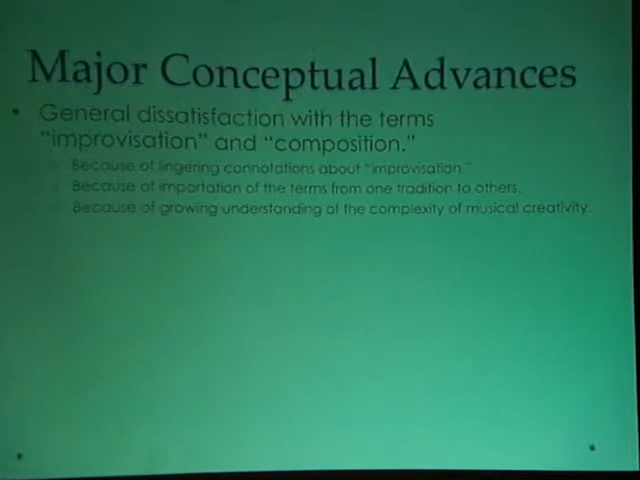 Major Conceptual Advances
• General dissatisfaction with the terms
"improvisation" and "composition."
Because of lingering connotations about "improvisation."
Because of importation of the terms from one tradition to others.
Because of growing understanding of the complexity of musical creativity.